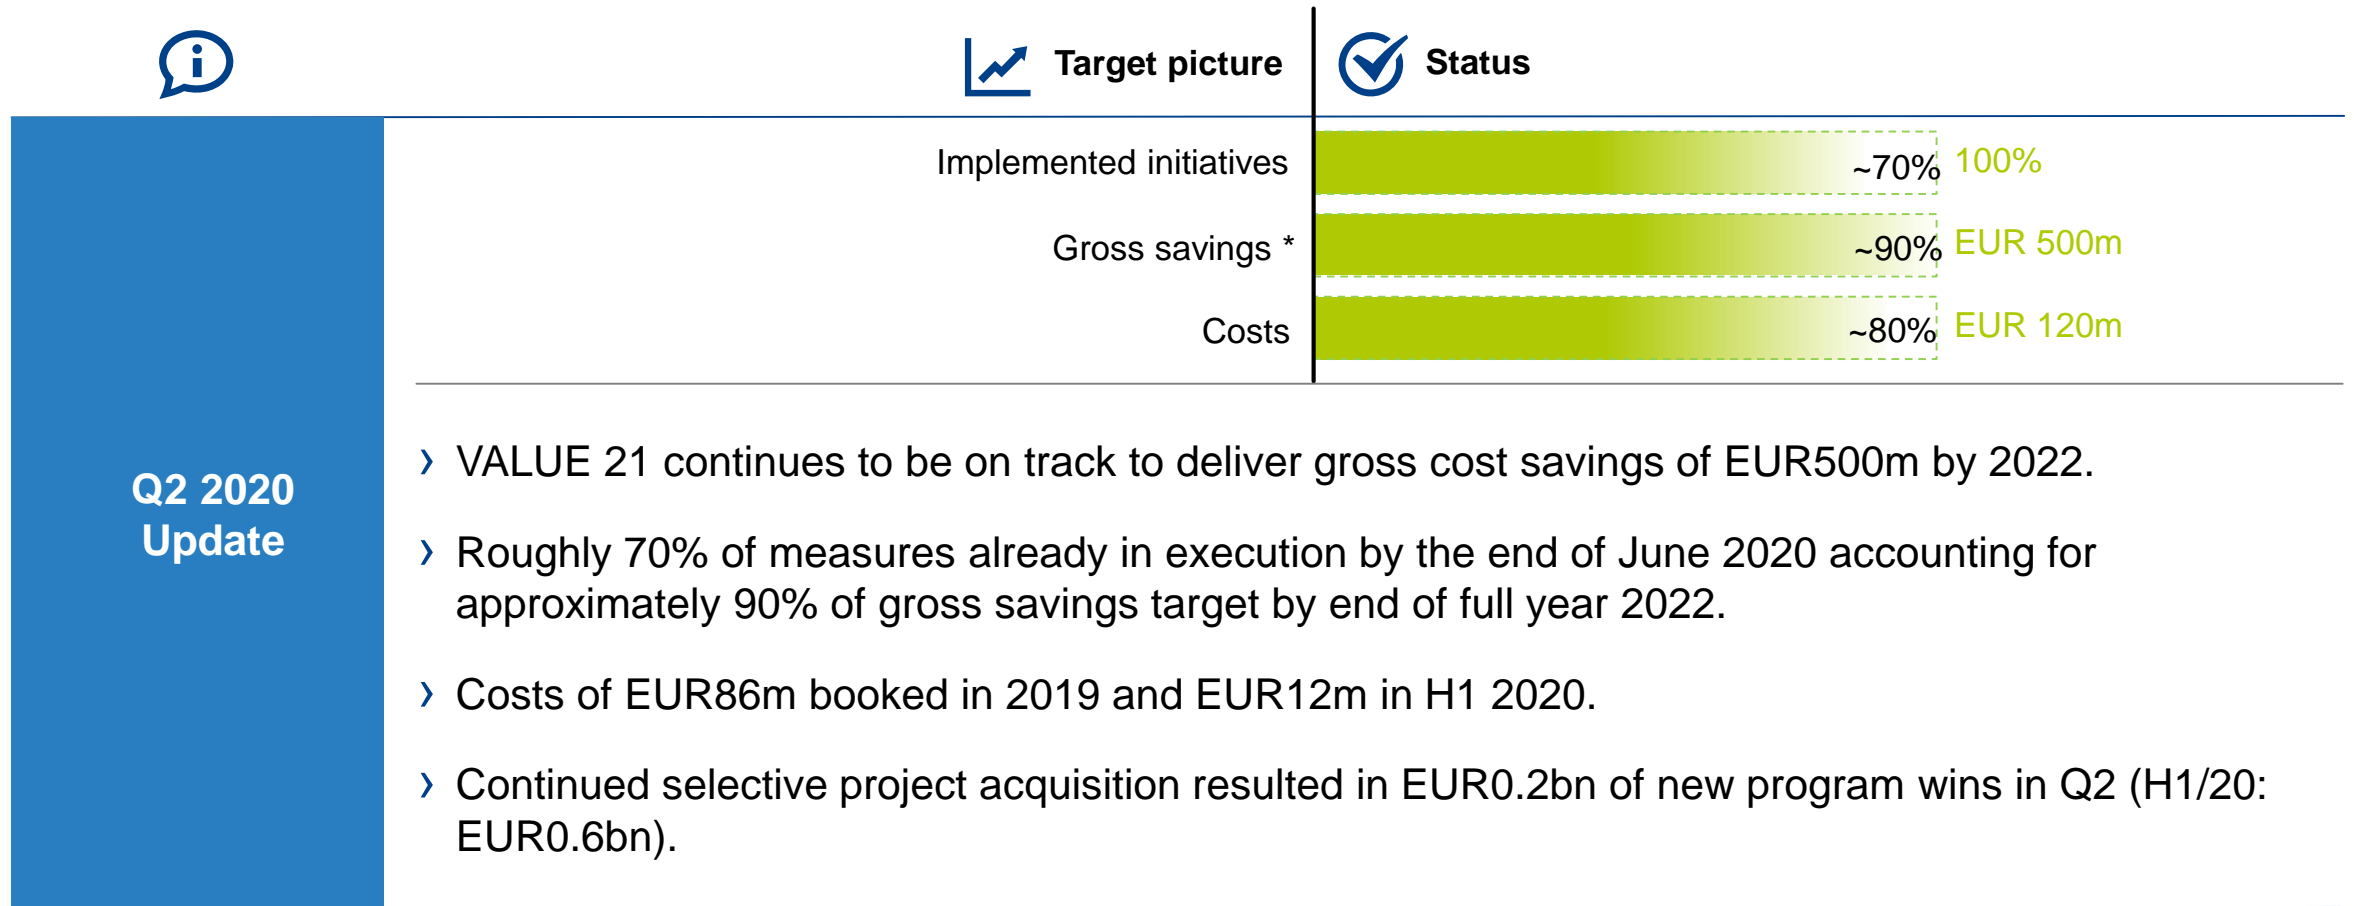 Target picture
Status
Implemented initiatives
~70%
100%
Gross savings *
~90%
EUR 500m
Costs
~80%
EUR 120m
Q2 2020
Update
› VALUE 21 continues to be on track to deliver gross cost savings of EUR500m by 2022.
› Roughly 70% of measures already in execution by the end of June 2020 accounting for
approximately 90% of gross savings target by end of full year 2022.
› Costs of EUR86m booked in 2019 and EUR12m in H1 2020.
› Continued selective project acquisition resulted in EUR0.2bn of new program wins in Q2 (H1/20:
EUR0.6bn).